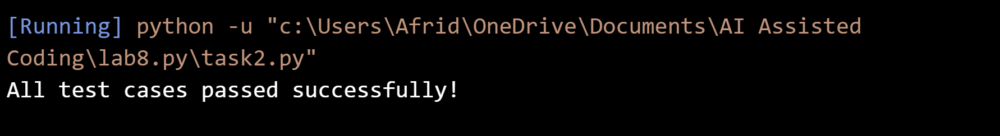 [Running] python -u "c:\Users\Afrid\OneDrive\Documents\AI Assisted
Coding\lab8.py\task2.py"
All test cases passed successfully!